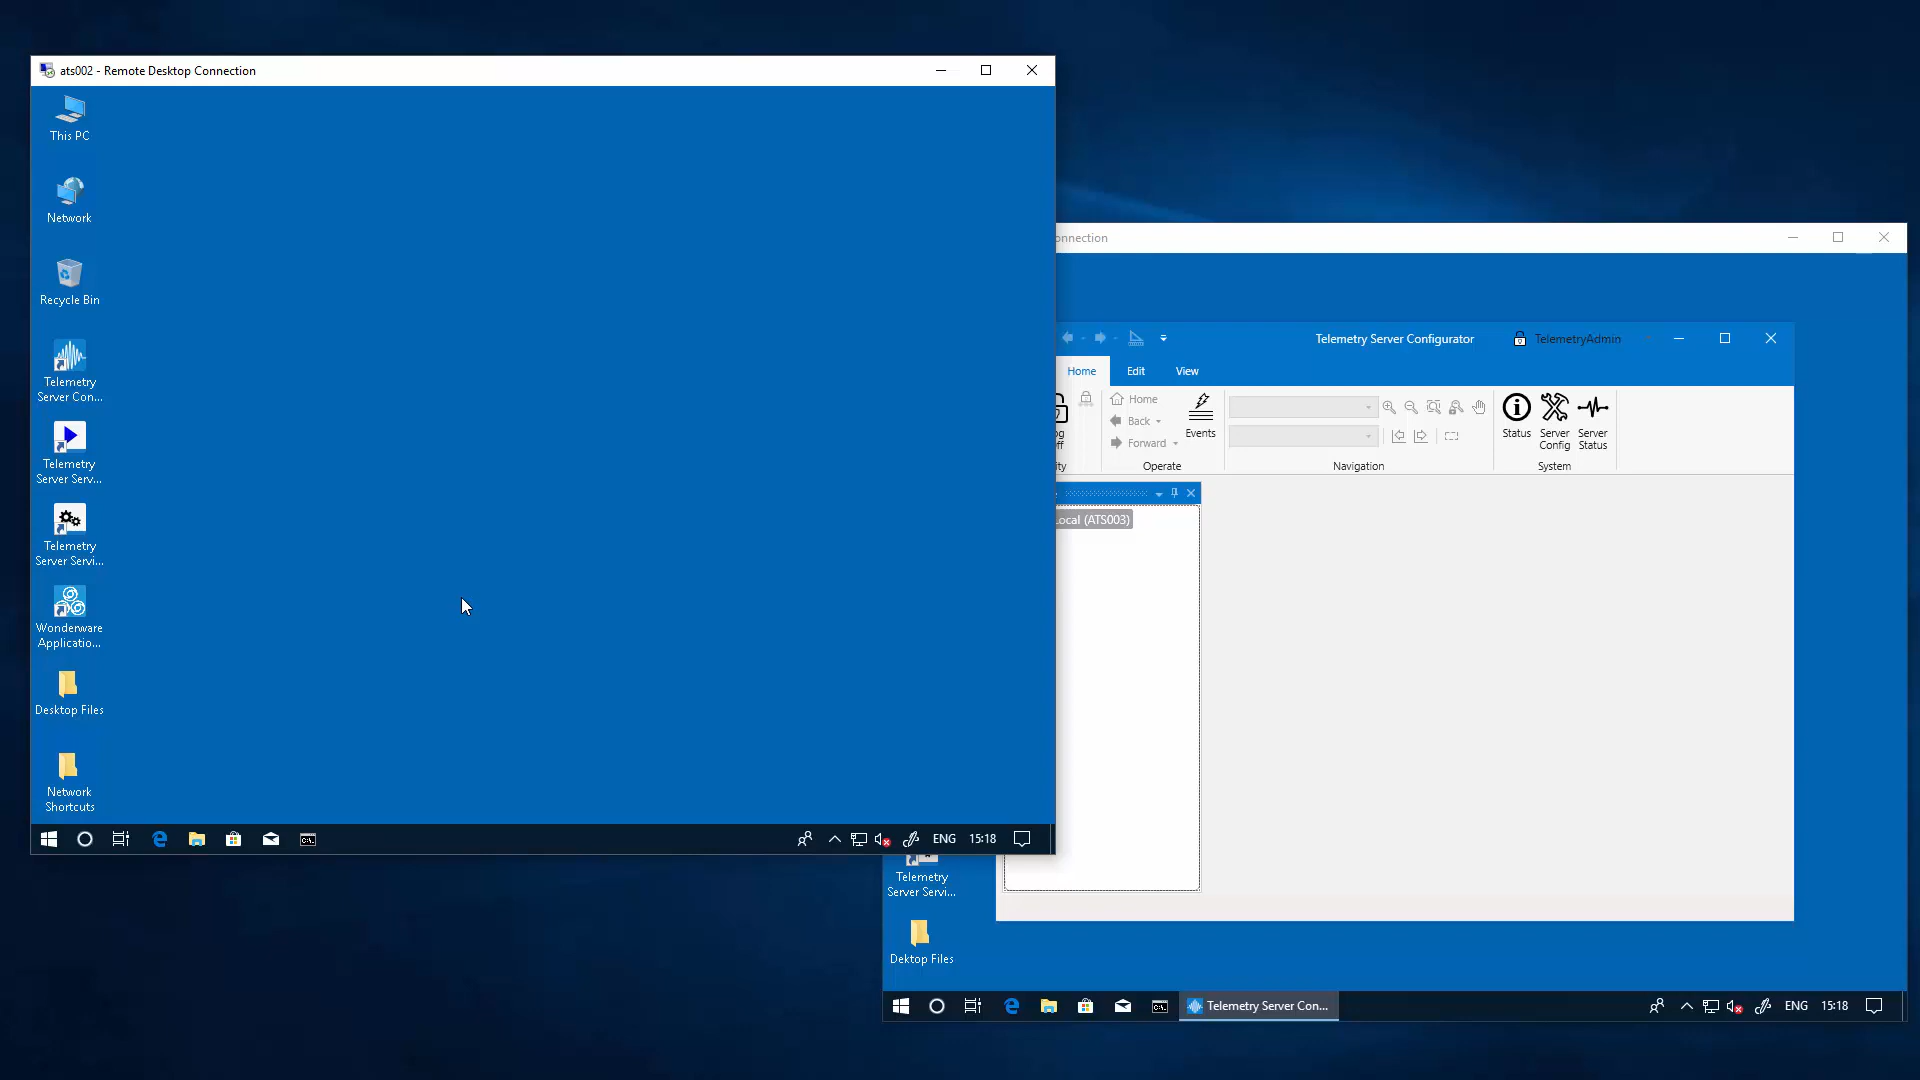 ats002 - Remote Desktop Connection
This PC
Network
Recycle Bin
Telemetry
Server Con...
Telemetry
Server Serv...
Telemetry
Server Servi...
Wonderware
Applicatio...
Desktop Files
Network
Shortcuts
ENG
15:18
onnection
Telemetry Server Configurator
TelemetryAdmin
Home
Edit
View
Home
Back
Forward
Events
Operate
Navigation
Status
Server
Config
Server
Status
System
ocal (ATS003)
Telemetry
Server Servi...
Dektop Files
Telemetry Server Con...
ENG
15:18